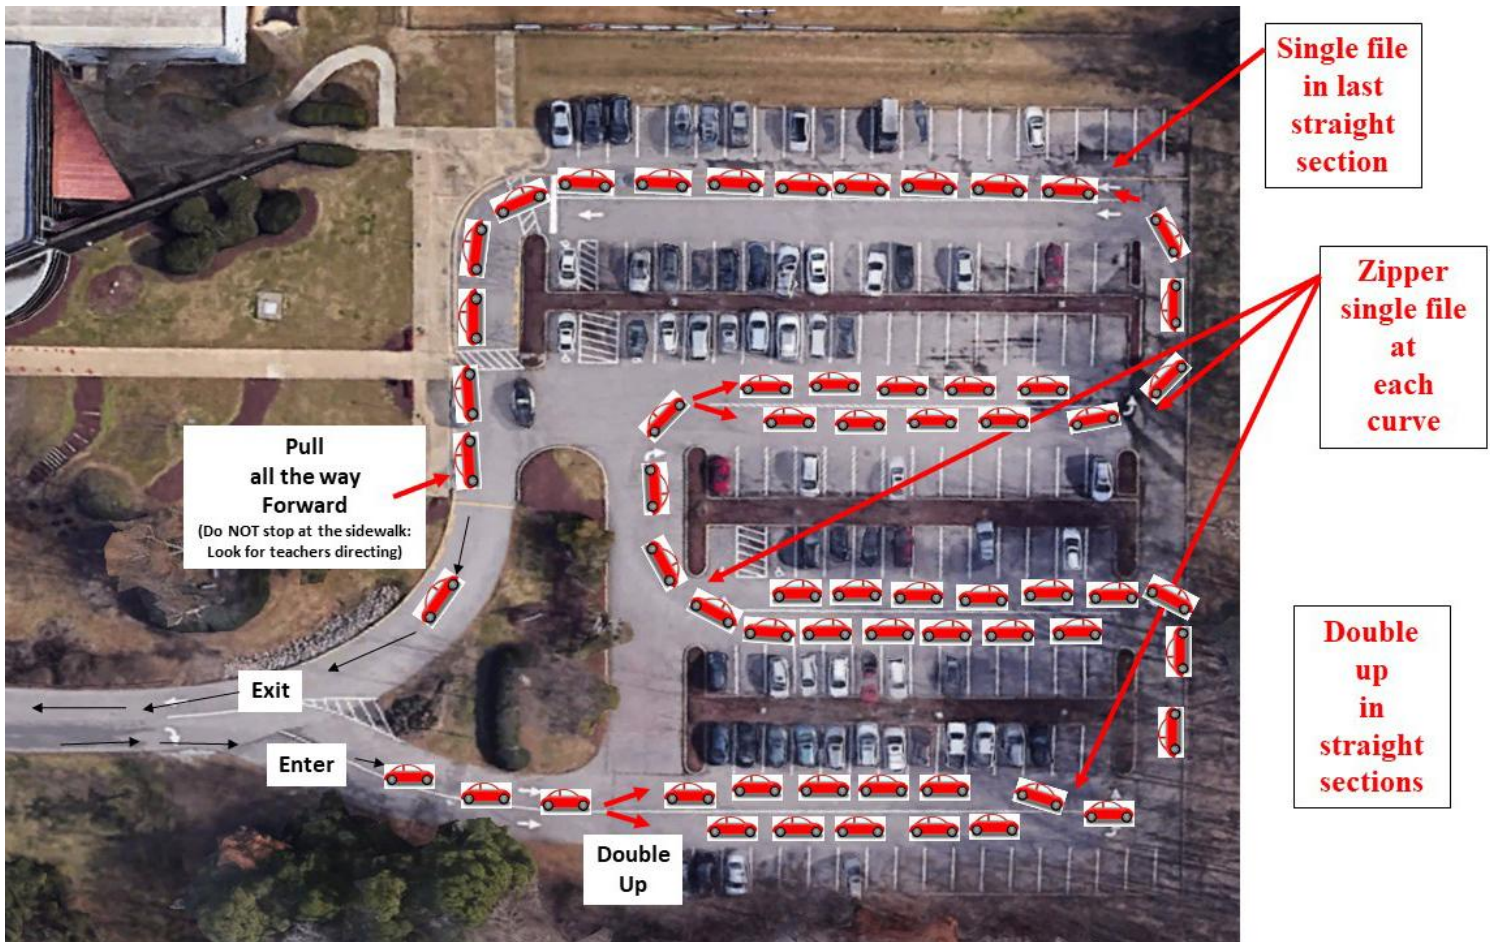 Single file
in last
straight
section
Zipper
single file
at
each
curve
Pull
all the way
Forward
(Do NOT stop at the sidewalk:
Look for teachers directing)
Exit
Enter
Double
Up
Double
up
in
straight
sections